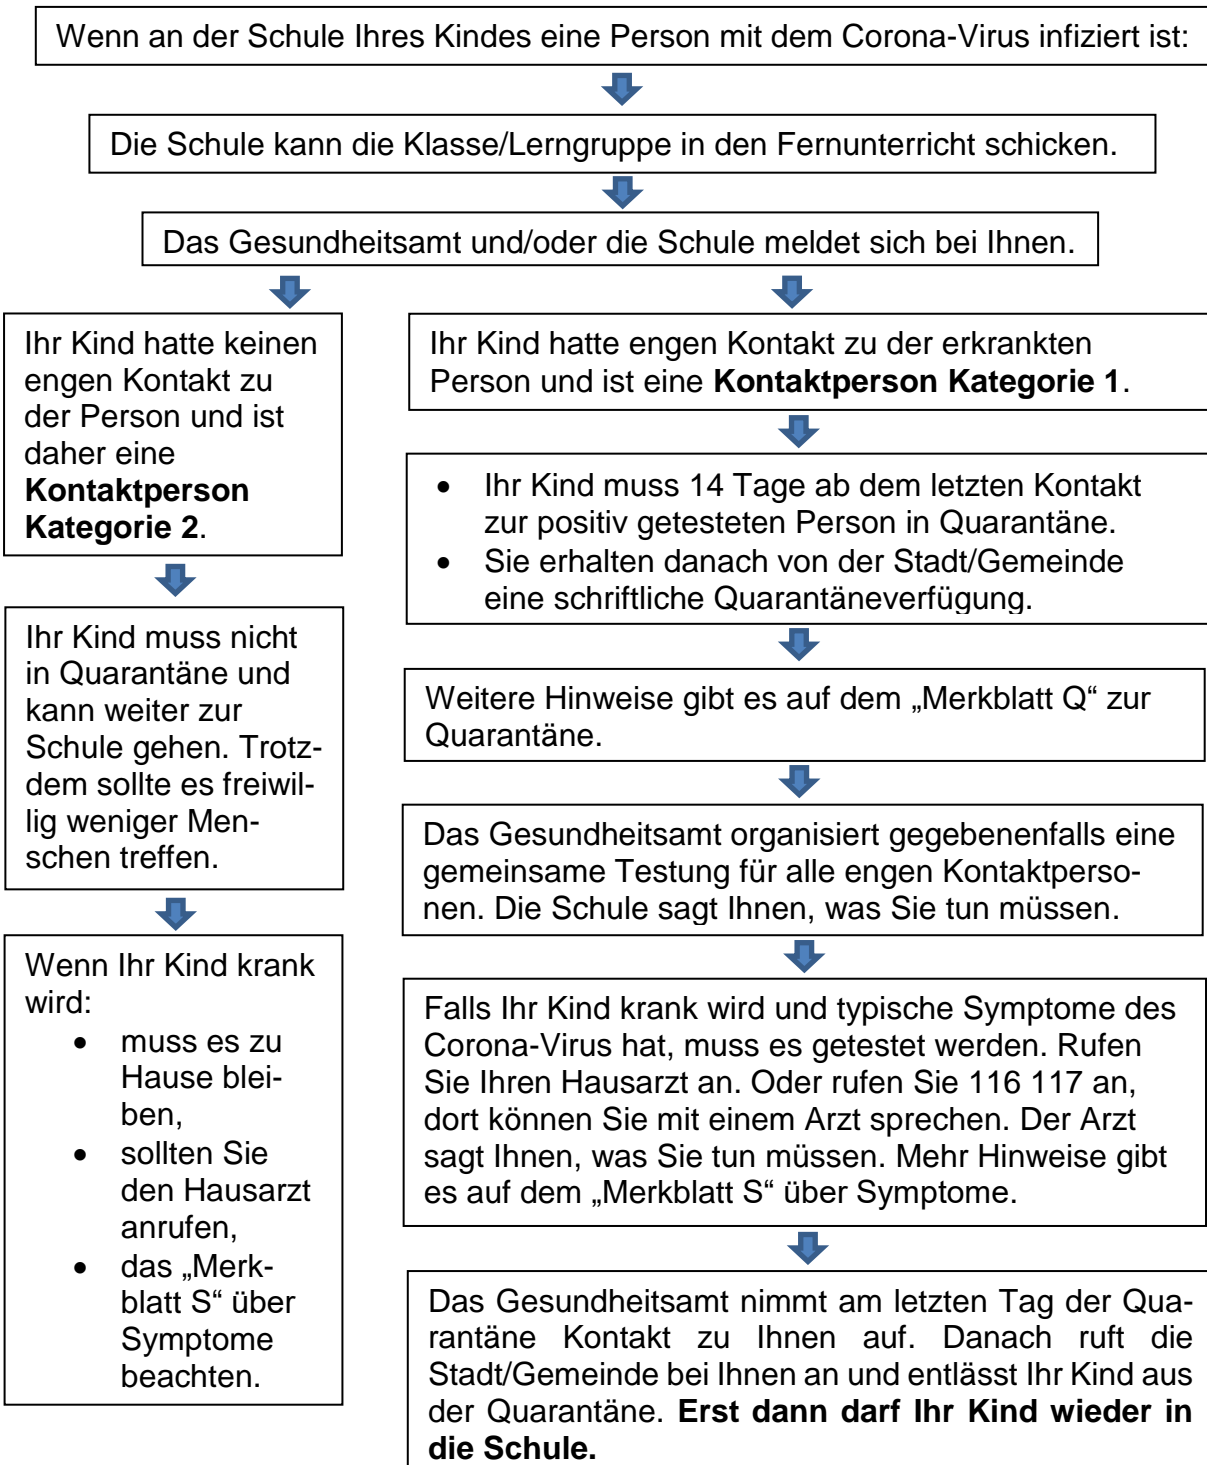 Wenn an der Schule Ihres Kindes eine Person mit dem Corona-Virus infiziert ist:
Die Schule kann die Klasse/Lerngruppe in den Fernunterricht schicken.
Das Gesundheitsamt und/oder die Schule meldet sich bei Ihnen.
Ihr Kind hatte keinen
engen Kontakt zu
der Person und ist
daher eine
Kontaktperson
Kategorie 2.
Ihr Kind muss nicht
in Quarantäne und
kann weiter zur
Schule gehen. Trotz-
dem sollte es freiwil-
lig weniger Men-
schen treffen.
Wenn Ihr Kind krank
wird:
• muss es zu
Hause blei-
ben,
• sollten Sie
den Hausarzt
anrufen,
• das „Merk-
blatt S“ über
Symptome
beachten.
Ihr Kind hatte engen Kontakt zu der erkrankten
Person und ist eine Kontaktperson Kategorie 1.
• Ihr Kind muss 14 Tage ab dem letzten Kontakt
zur positiv getesteten Person in Quarantäne.
• Sie erhalten danach von der Stadt/Gemeinde
eine schriftliche Quarantäneverfügung.
Weitere Hinweise gibt es auf dem „Merkblatt Q“ zur
Quarantäne.
Das Gesundheitsamt organisiert gegebenenfalls eine
gemeinsame Testung für alle engen Kontaktperso-
nen. Die Schule sagt Ihnen, was Sie tun müssen.
Falls Ihr Kind krank wird und typische Symptome des
Corona-Virus hat, muss es getestet werden. Rufen
Sie Ihren Hausarzt an. Oder rufen Sie 116 117 an,
dort können Sie mit einem Arzt sprechen. Der Arzt
sagt Ihnen, was Sie tun müssen. Mehr Hinweise gibt
es auf dem „Merkblatt S“ über Symptome.
Das Gesundheitsamt nimmt am letzten Tag der Qua-
rantäne Kontakt zu Ihnen auf. Danach ruft die
Stadt/Gemeinde bei Ihnen an und entlässt Ihr Kind aus
der Quarantäne. Erst dann darf Ihr Kind wieder in
die Schule.